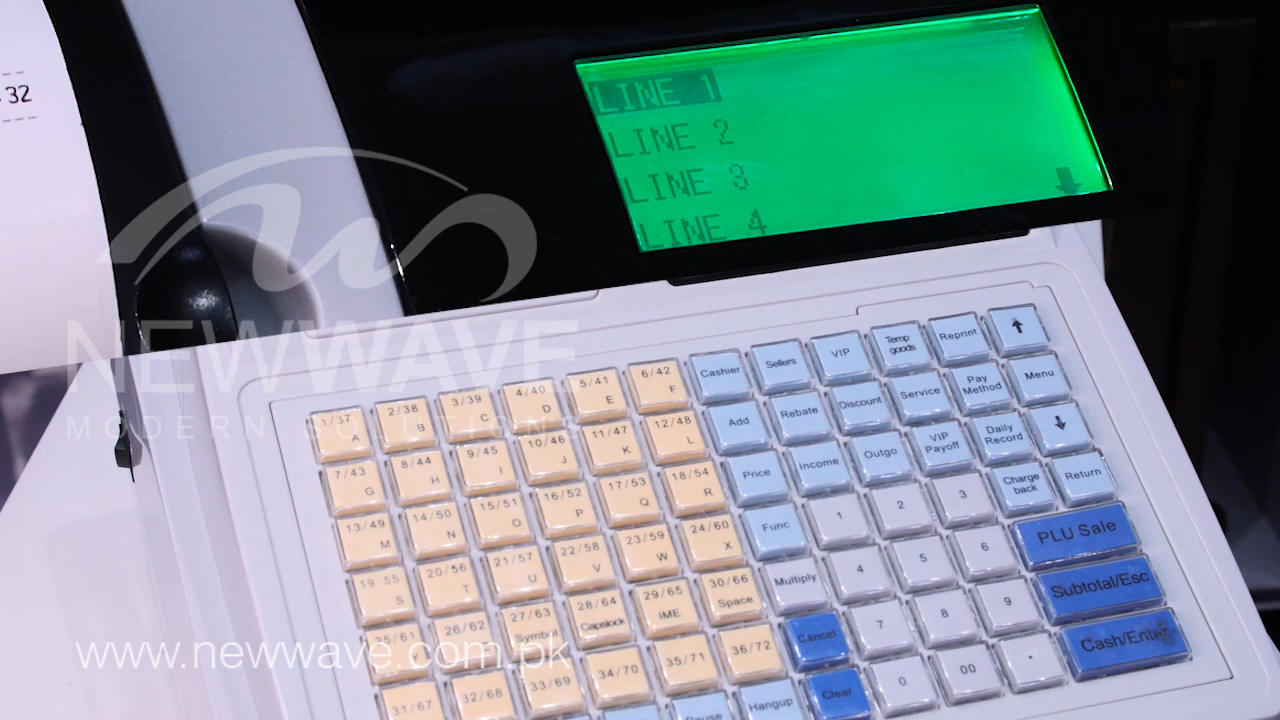 32
LINE 1
LINE 2
LINE 3
LINE 4
NEWWAVE
MODERN SOLUTIONS
1/37 A
2/38 B
3/39 C
4/40 D
5/41 E
6/42 F
Cashier
Sellers
VIP
Temp goods
Reprint
↑
7/43 G
8/44 H
9/45 I
10/46 J
11/47 K
12/48 L
Add
Rebate
Discount
Service
Pay Method
Menu
13/49 M
14/50 N
15/51 O
16/52 P
17/53 Q
18/54 R
Price
Income
Outgo
VIP Payoff
Daily Record
↓
19 55 S
20/56 T
21/57 U
22/58 V
23/59 W
24/60 X
Func
1
2
3
Charge back
Return
25/61
26/62
27/63 Symbol
28/64 Capslock
29/65 IME
30/66 Space
Multiply
4
5
6
PLU Sale
31/67
32/68
33/69
34/70
35/71
36/72
Cancel
7
8
9
Subtotal/Esc
Pause
Hangup
Clear
0
00
.
Cash/Enter
www.newwave.com.pk